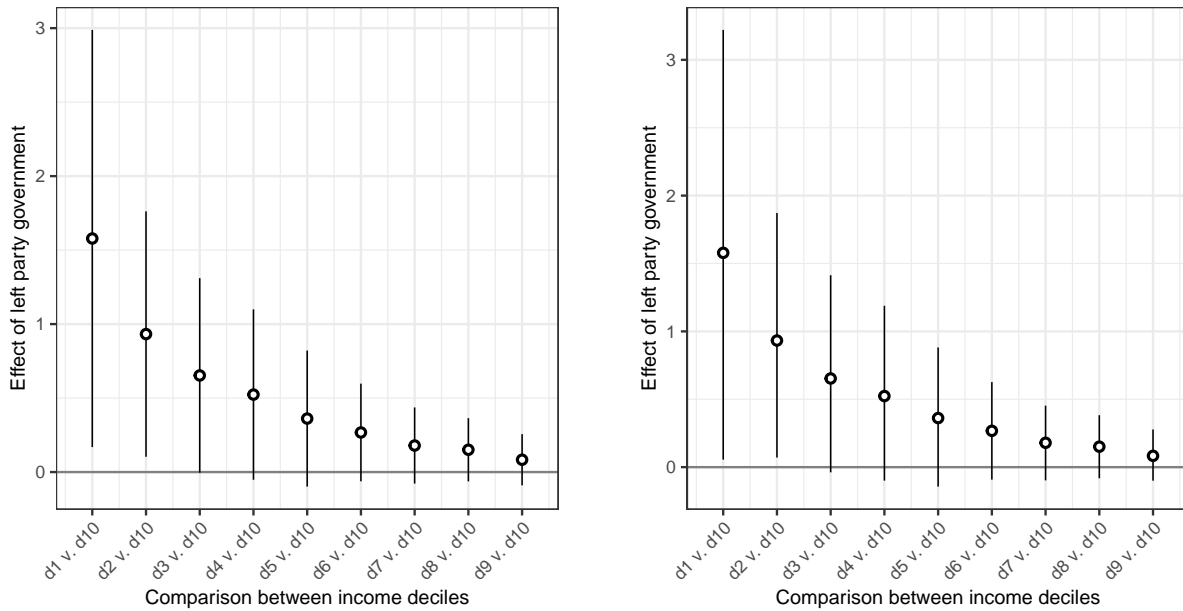 Effect of left party government
3
2
1
0
d1 v. d10
d2 v. d10
d3 v. d10
d4 v. d10
d5 v. d10
d6 v. d10
d7 v. d10
d8 v. d10
d9 v. d10
Comparison between income deciles
Effect of left party government
3
2
1
0
d1 v. d10
d2 v. d10
d3 v. d10
d4 v. d10
d5 v. d10
d6 v. d10
d7 v. d10
d8 v. d10
d9 v. d10
Comparison between income deciles